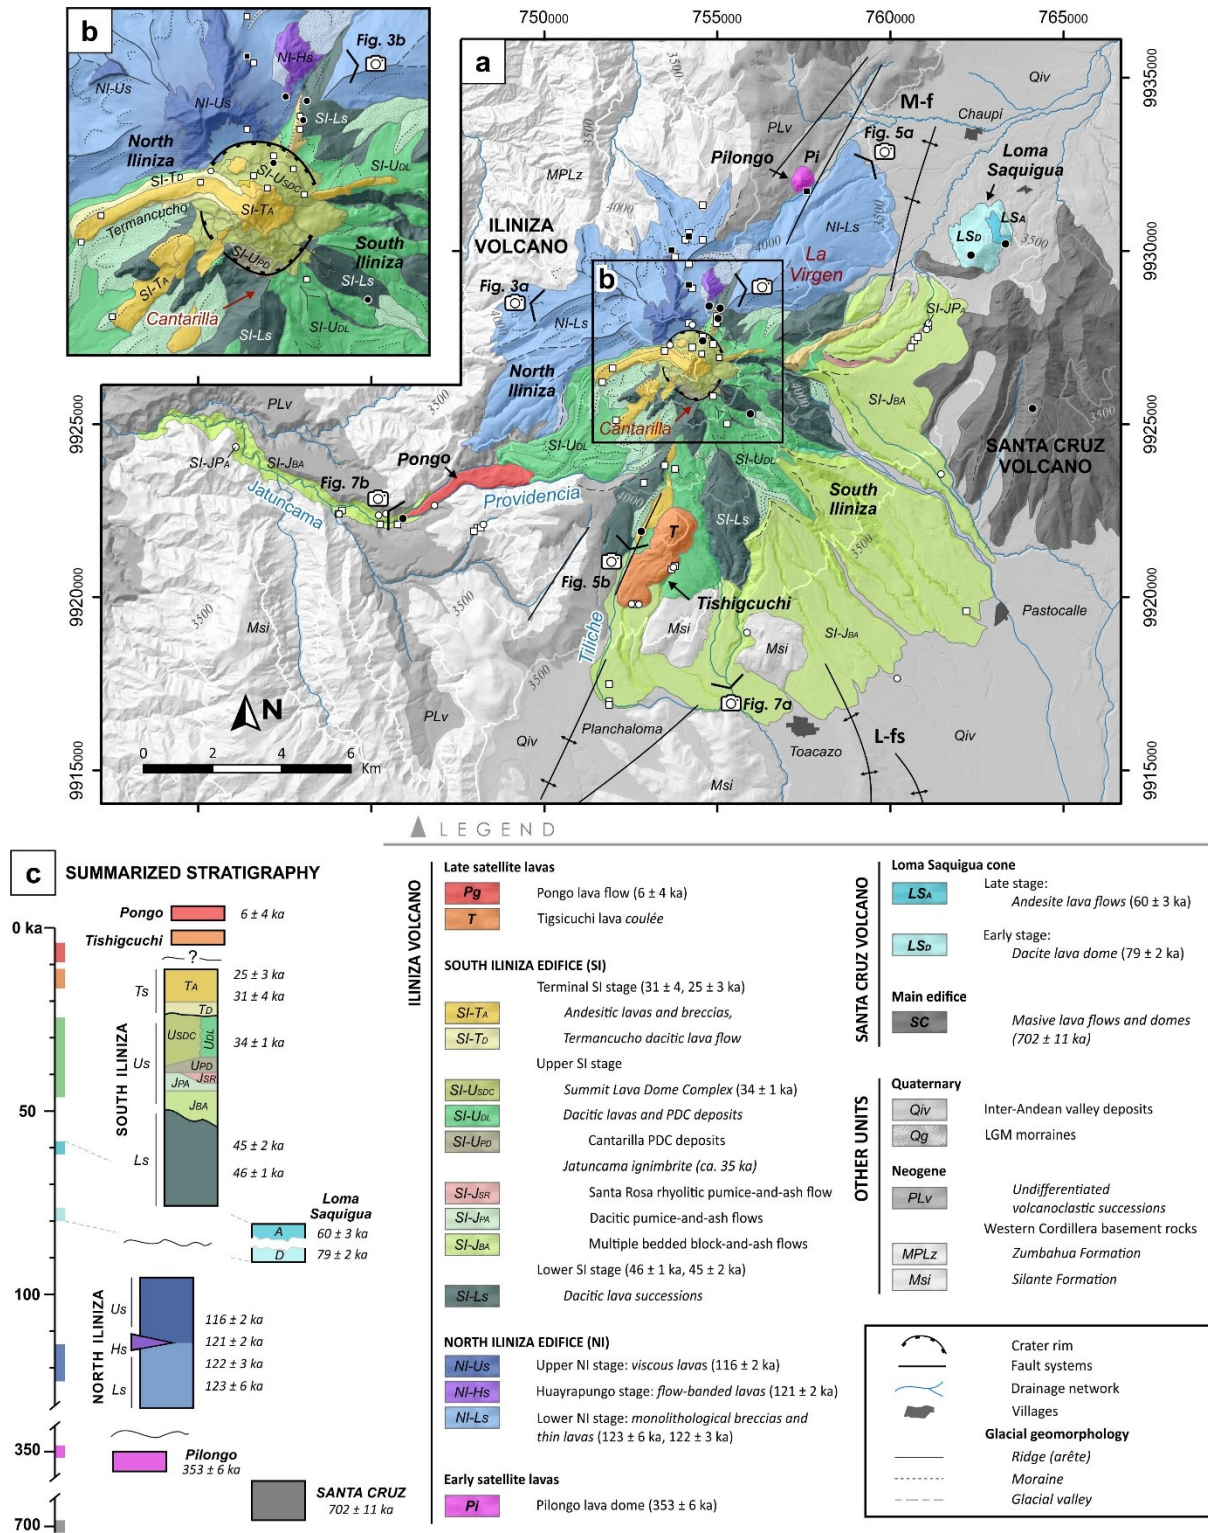 750000
755000
760000
765000
b
Fig. 3b
NI-Hs
NI-Us
NI-Us
SI-Ls
North
Iliniza
SI-UDL
SI-TD
SI-USDC
SI-TA
Termancucho
South
Iliniza
SI-UPD
SI-TA
SI-Ls
Cantarilla
SI-UDL
SI-Ls
a
3500
M-f
Qiv
Chaupi
PLv
Fig. 5a
Pilongo
Pi
Loma
Saquigua
MPLz
3500
4000
ILINIZA
VOLCANO
NI-Ls
3500
LSA
LSD
3500
4000
La
Virgen
b
Fig. 3a
4000
NI-Ls
SI-JPA
North
Iliniza
SI-JBA
4000
3500
Cantarilla
SANTA CRUZ
VOLCANO
PLv
3500
SI-UDL
SI-UDL
SI-JPA
SI-JBA
Pongo
Fig. 7b
Jatuncama
Providencia
4000
SI-Ls
South
Iliniza
3500
T
Fig. 5b
Tishigcuchi
3500
3500
Msi
Msi
Msi
SI-JBA
Pastocalle
Tiliche
3500
N
PLv
Qiv
Planchaloma
Fig. 7a
Toacazo
L-fs
Qiv
Msi
0 2 4 6
Km
9935000
9930000
9925000
9920000
9915000
9925000
9920000
9915000
LEGEND
c
SUMMARIZED STRATIGRAPHY
0 ka
50
100
350
700
Pongo
6 ± 4 ka
Tishigcuchi
?
SOUTH ILINIZA
Ts
TA
25 ± 3 ka
31 ± 4 ka
TD
Us
USDC
UDL
34 ± 1 ka
UPD
JPA
JSR
JBA
Ls
45 ± 2 ka
46 ± 1 ka
Loma
Saquigua
A
60 ± 3 ka
D
79 ± 2 ka
NORTH ILINIZA
Us
116 ± 2 ka
Hs
121 ± 2 ka
122 ± 3 ka
Ls
123 ± 6 ka
Pilongo
353 ± 6 ka
SANTA CRUZ
702 ± 11 ka
ILINIZA VOLCANO
Late satellite lavas
Pg Pongo lava flow (6 ± 4 ka)
T Tigsicuchi lava coulée
SOUTH ILINIZA EDIFICE (SI)
Terminal SI stage (31 ± 4, 25 ± 3 ka)
SI-TA Andesitic lavas and breccias,
SI-TD Termancucho dacitic lava flow
Upper SI stage
SI-USDC Summit Lava Dome Complex (34 ± 1 ka)
SI-UDL Dacitic lavas and PDC deposits
SI-UPD Cantarilla PDC deposits
Jatuncama ignimbrite (ca. 35 ka)
SI-JSR Santa Rosa rhyolitic pumice-and-ash flow
SI-JPA Dacitic pumice-and-ash flows
SI-JBA Multiple bedded block-and-ash flows
Lower SI stage (46 ± 1 ka, 45 ± 2 ka)
SI-Ls Dacitic lava successions
NORTH ILINIZA EDIFICE (NI)
NI-Us Upper NI stage: viscous lavas (116 ± 2 ka)
NI-Hs Huayrapungo stage: flow-banded lavas (121 ± 2 ka)
NI-Ls Lower NI stage: monolithological breccias and
thin lavas (123 ± 6 ka, 122 ± 3 ka)
Early satellite lavas
Pi Pilongo lava dome (353 ± 6 ka)
SANTA CRUZ VOLCANO
Loma Saquigua cone
LSA Late stage:
Andesite lava flows (60 ± 3 ka)
LSD Early stage:
Dacite lava dome (79 ± 2 ka)
Main edifice
SC Masive lava flows and domes
(702 ± 11 ka)
OTHER UNITS
Quaternary
Qiv Inter-Andean valley deposits
Qg LGM morraines
Neogene
PLv Undifferentiated
volcanoclastic successions
Western Cordillera basement rocks
MPLz Zumbahua Formation
Msi Silante Formation
Crater rim
Fault systems
Drainage network
Villages
Glacial geomorphology
Ridge (arête)
Moraine
Glacial valley